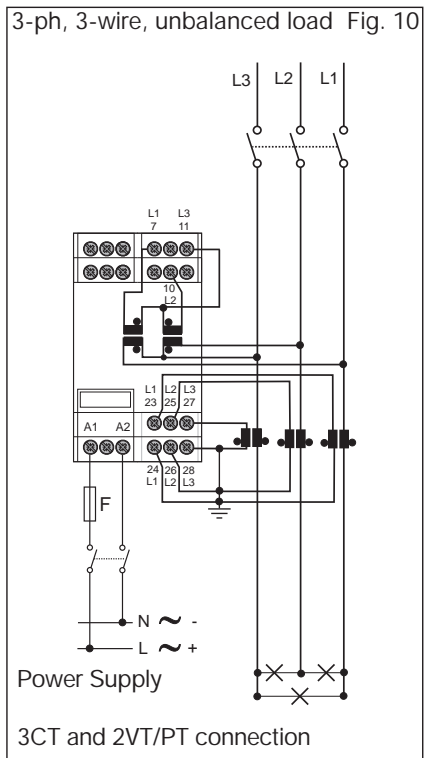 3-ph, 3-wire, unbalanced load Fig. 10
L3 L2 L1
L1 L3
7 11
10
L2
L1 L2 L3
23 25 27
A1 A2
24 26 28
L1 L2 L3
F
N ~ -
L ~ +
Power Supply
3CT and 2VT/PT connection